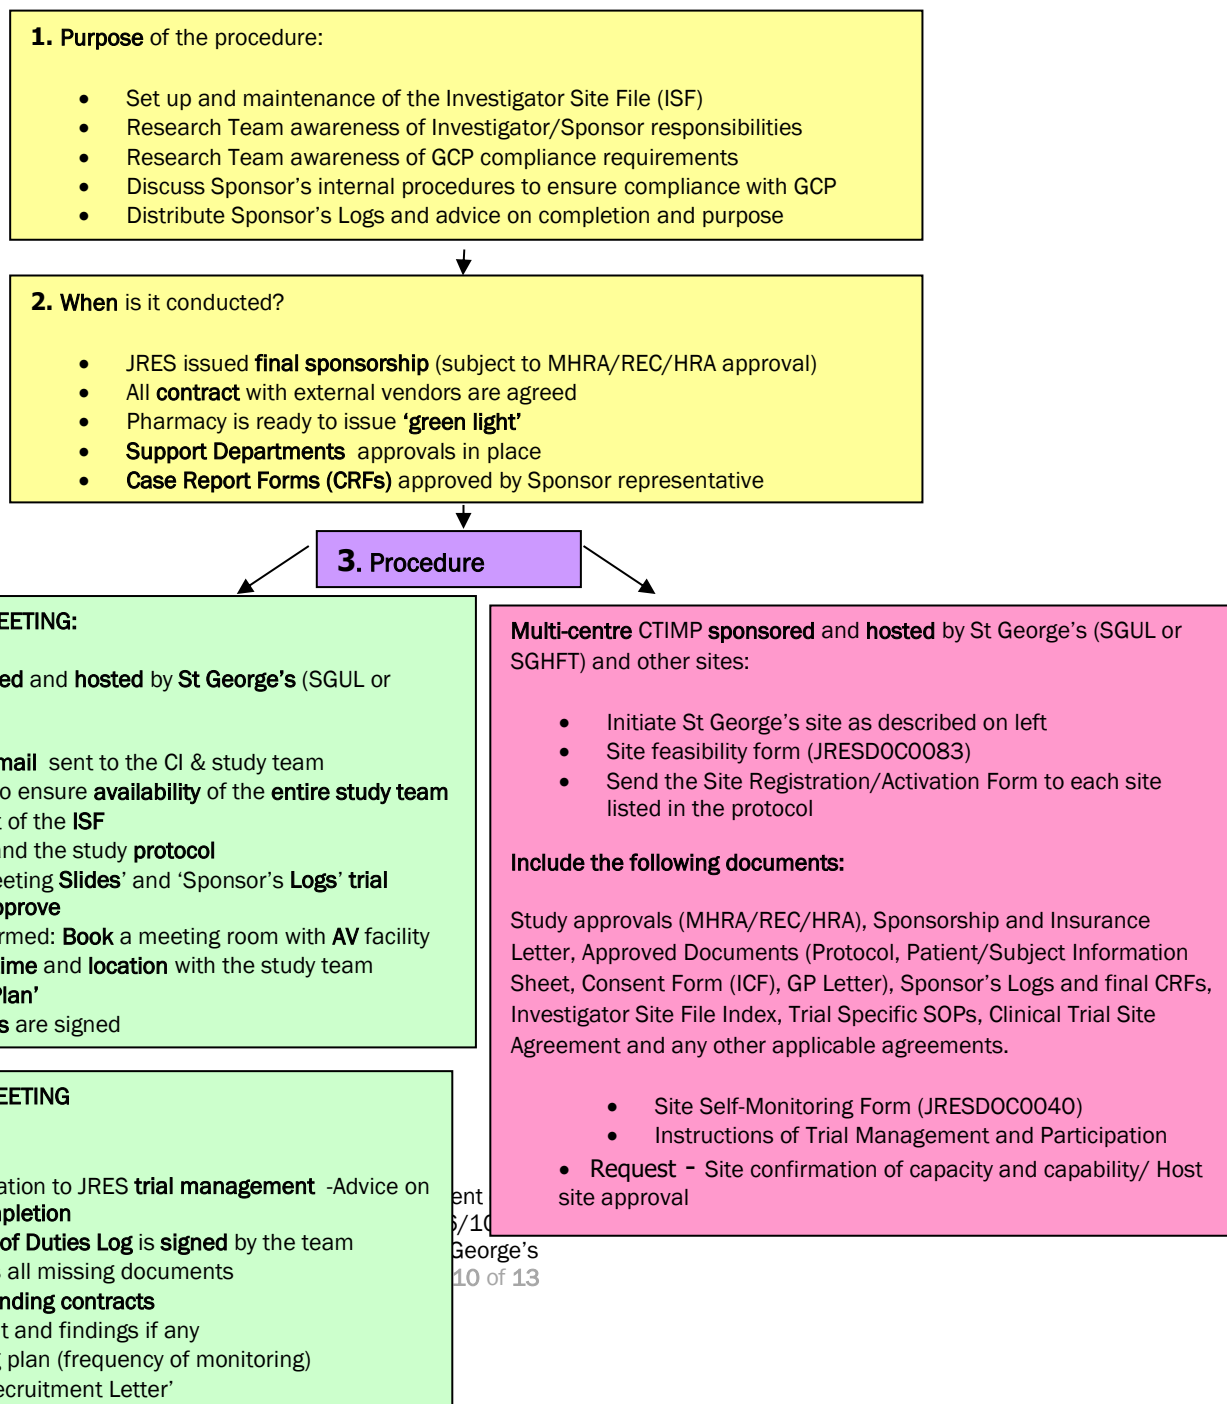 1. Purpose of the procedure:
• Set up and maintenance of the Investigator Site File (ISF)
• Research Team awareness of Investigator/Sponsor responsibilities
• Research Team awareness of GCP compliance requirements
• Discuss Sponsor's internal procedures to ensure compliance with GCP
• Distribute Sponsor's Logs and advice on completion and purpose
2. When is it conducted?
• JRES issued final sponsorship (subject to MHRA/REC/HRA approval)
• All contract with external vendors are agreed
• Pharmacy is ready to issue 'green light'
• Support Departments approvals in place
• Case Report Forms (CRFs) approved by Sponsor representative
3. Procedure
EETING:
ed and hosted by St George's (SGUL or
mail sent to the CI & study team
o ensure availability of the entire study team
t of the ISF
and the study protocol
eeting Slides' and 'Sponsor's Logs' trial
pprove
rmed: Book a meeting room with AV facility
time and location with the study team
Plan'
s are signed
Multi-centre CTIMP sponsored and hosted by St George's (SGUL or
SGHFT) and other sites:
• Initiate St George's site as described on left
• Site feasibility form (JRESDOC0083)
• Send the Site Registration/Activation Form to each site
listed in the protocol
Include the following documents:
Study approvals (MHRA/REC/HRA), Sponsorship and Insurance
Letter, Approved Documents (Protocol, Patient/Subject Information
Sheet, Consent Form (ICF), GP Letter), Sponsor's Logs and final CRFs,
Investigator Site File Index, Trial Specific SOPs, Clinical Trial Site
Agreement and any other applicable agreements.
• Site Self-Monitoring Form (JRESDOC0040)
• Instructions of Trial Management and Participation
• Request - Site confirmation of capacity and capability/ Host
site approval
EETING
ation to JRES trial management -Advice on
mpletion
of Duties Log is signed by the team
s all missing documents
nding contracts
t and findings if any
g plan (frequency of monitoring)
ecruitment Letter'
ent
6/10
George's
10 of 13